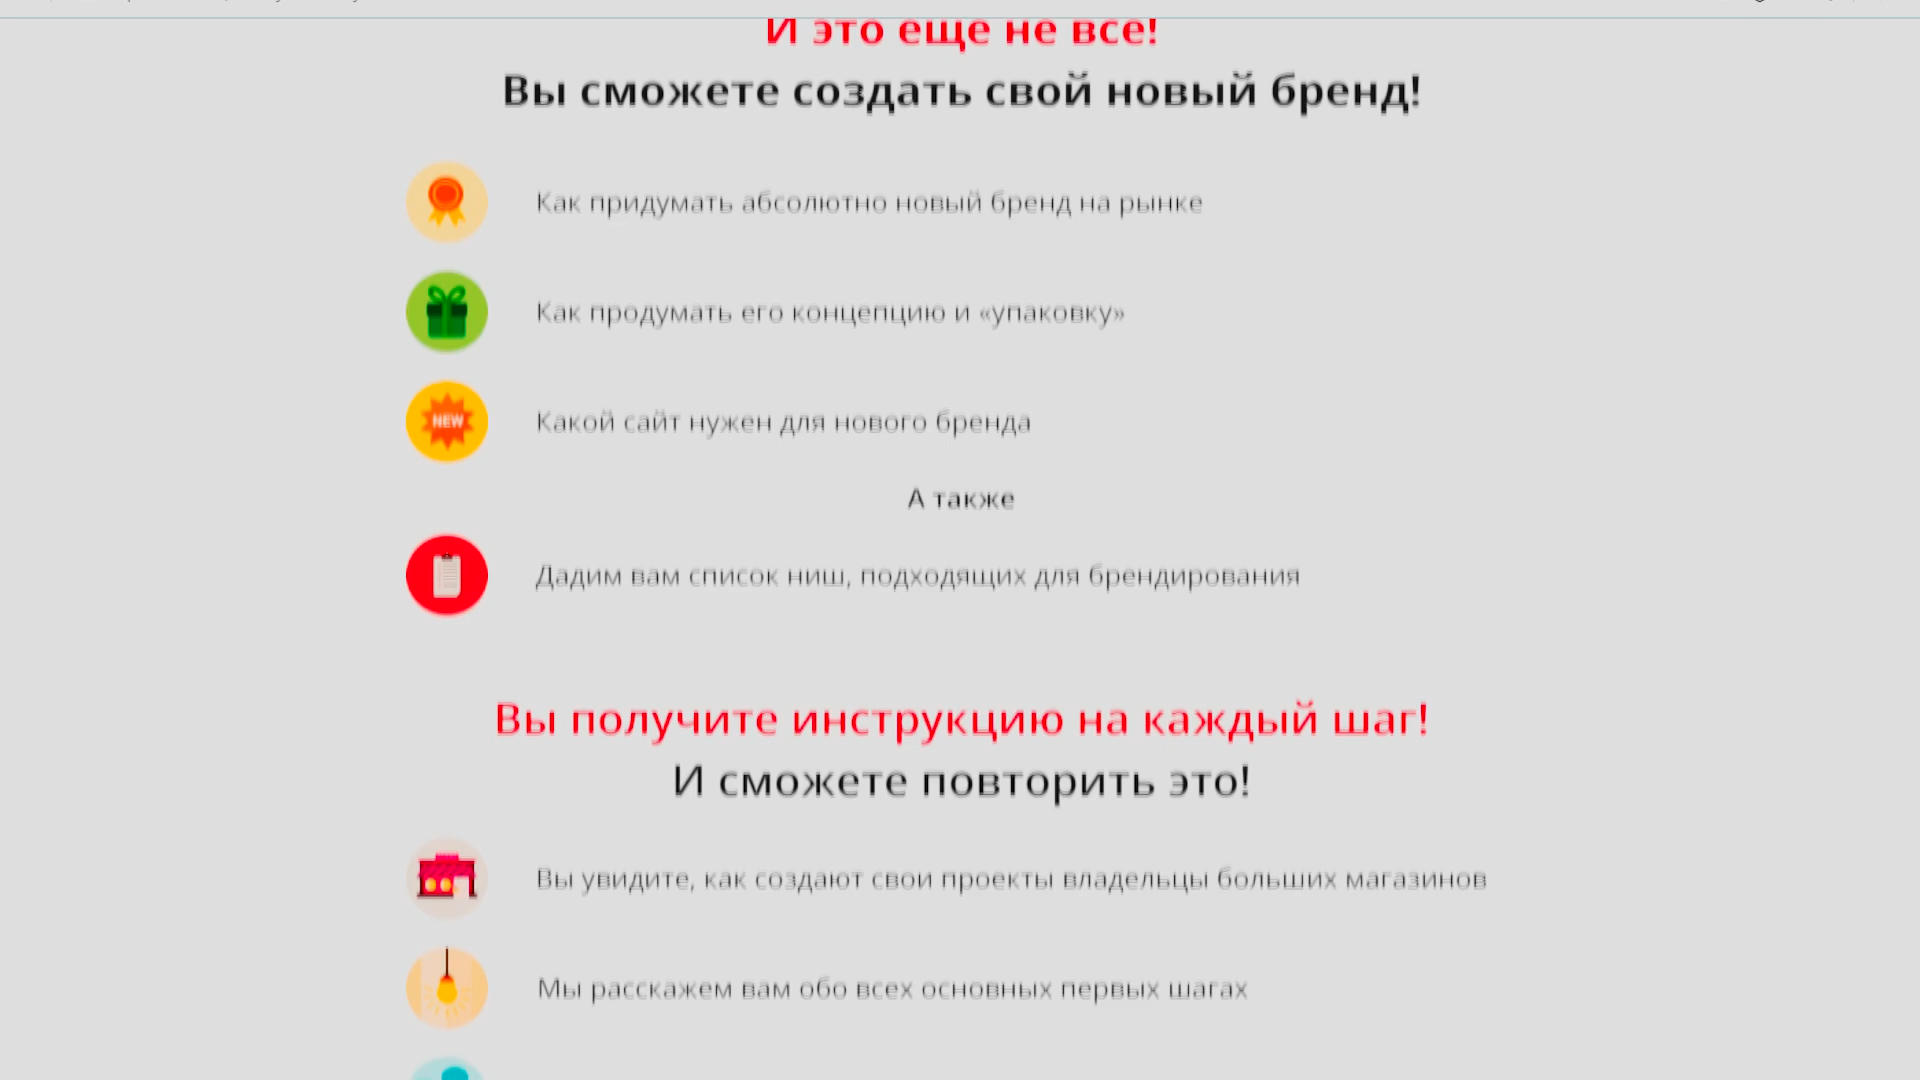 И это еще не все!
Вы сможете создать свой новый бренд!
Как придумать абсолютно новый бренд на рынке
Как продумать его концепцию и «упаковку»
NEW
Какой сайт нужен для нового бренда
А также
Дадим вам список ниш, подходящих для брендирования
Вы получите инструкцию на каждый шаг!
И сможете повторить это!
Вы увидите, как создают свои проекты владельцы больших магазинов
Мы расскажем вам обо всех основных первых шагах